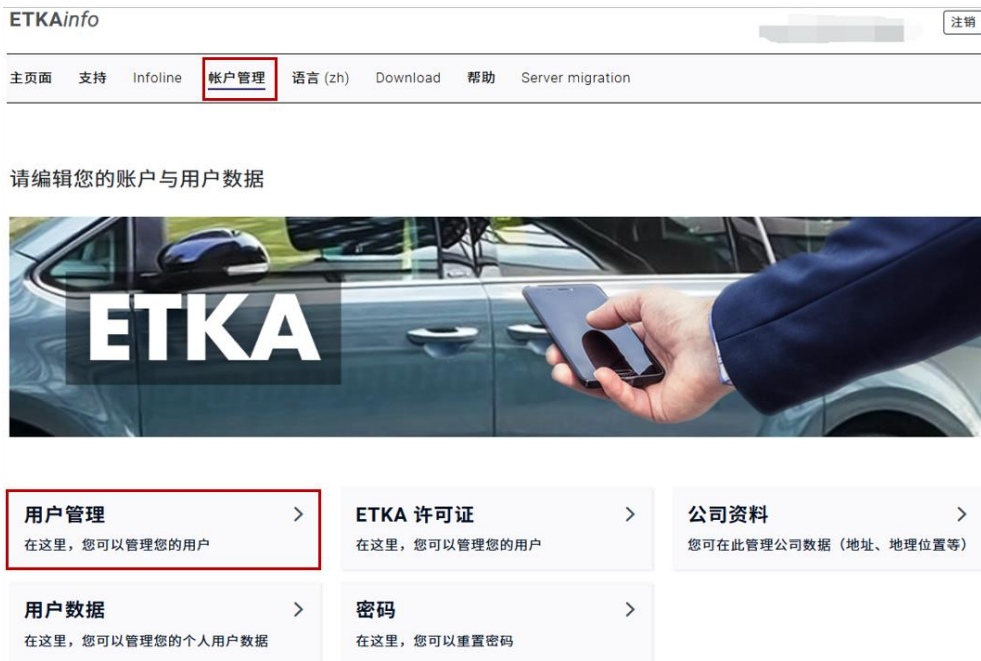 ETKAinfo
注销
主页面 支持 Infoline 帐户管理 语言 (zh) Download 帮助 Server migration
请编辑您的账户与用户数据
ETKA
用户管理
在这里，您可以管理您的用户
ETKA 许可证
在这里，您可以管理您的用户
公司资料
您可在此管理公司数据（地址、地理位置等）
用户数据
在这里，您可以管理您的个人用户数据
密码
在这里，您可以重置密码